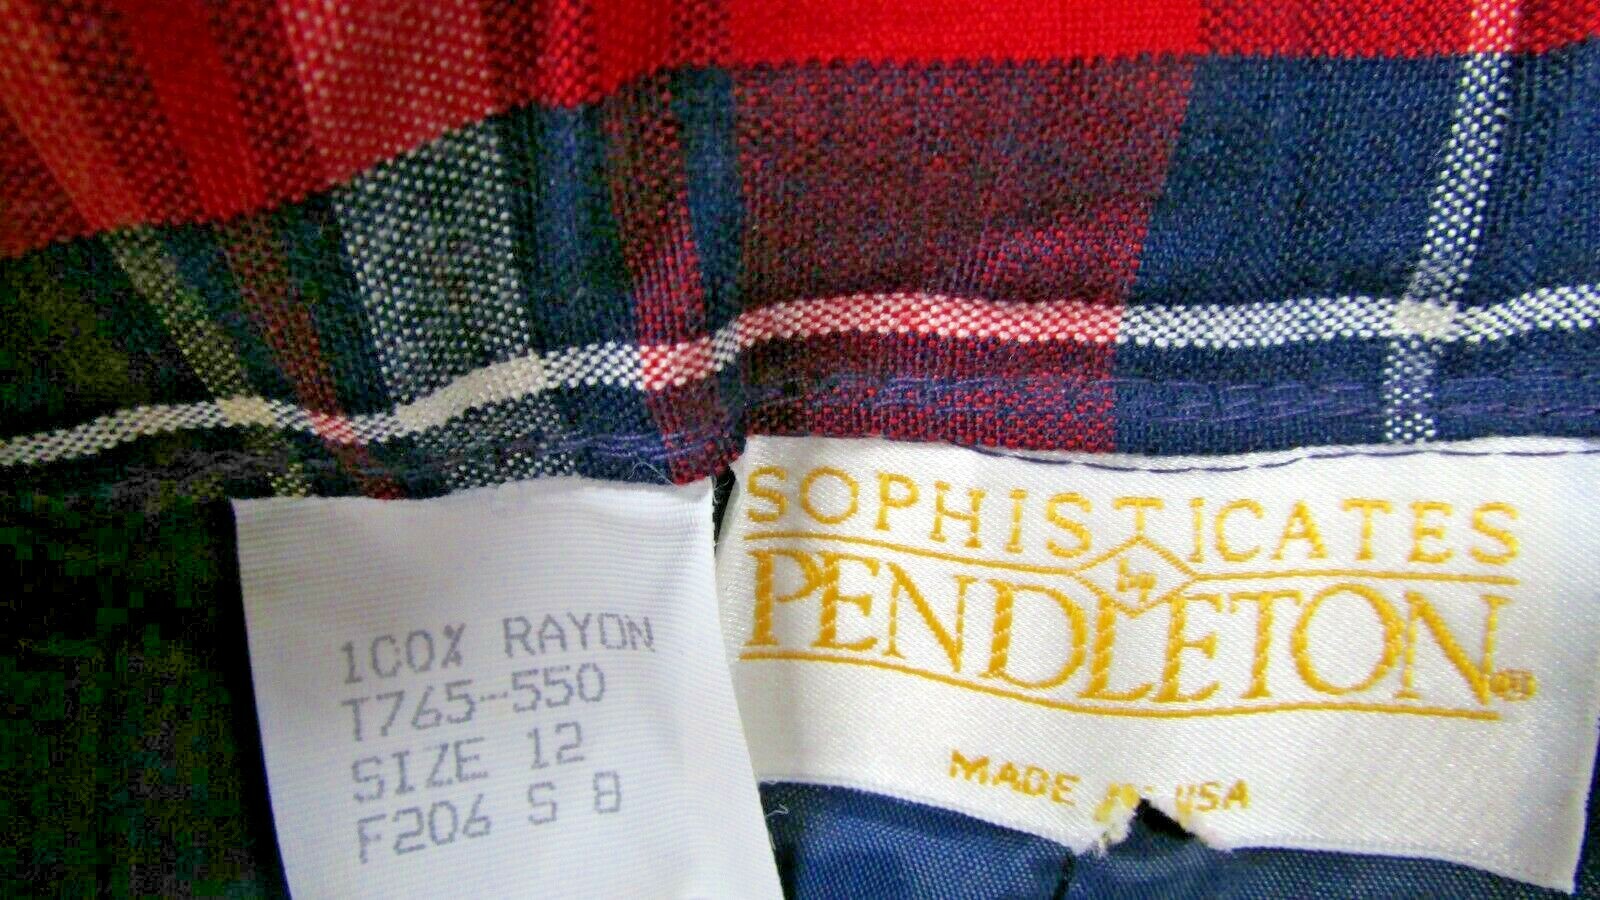 100% RAYON
T765-550
SIZE 12
F206 S 8
SOPHISTICATES
by
PENDLETON®
MADE IN USA